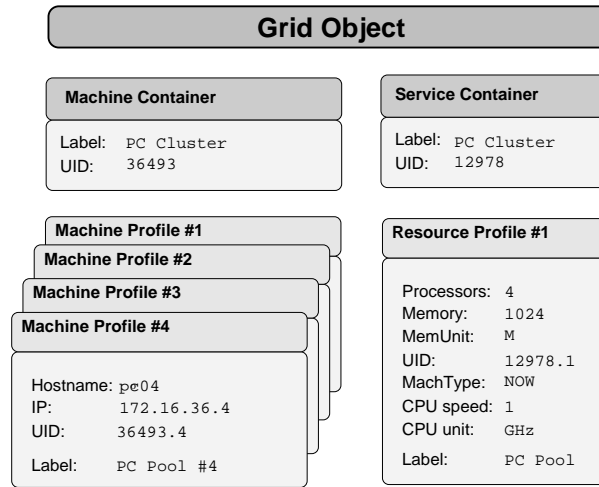 Grid Object
Machine Container
Label: PC Cluster
UID: 36493
Service Container
Label: PC Cluster
UID: 12978
Machine Profile #1
Machine Profile #2
Machine Profile #3
Machine Profile #4
Hostname: pc04
IP: 172.16.36.4
UID: 36493.4
Label: PC Pool #4
Resource Profile #1
Processors: 4
Memory: 1024
MemUnit: M
UID: 12978.1
MachType: NOW
CPU speed: 1
CPU unit: GHz
Label: PC Pool